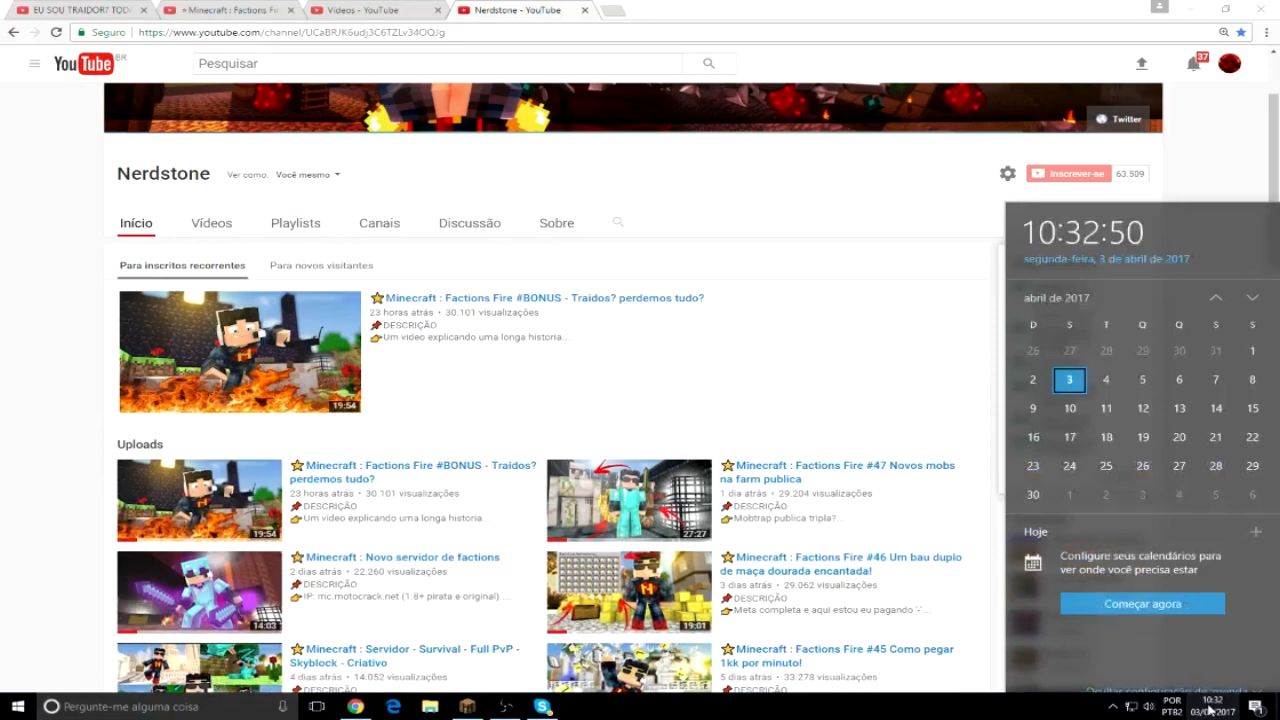 EU SOU TRAIDOR? TOD
⭐Minecraft : Factions Fir
Vídeos - YouTube
Nerdstone - YouTube
Seguro
https://www.youtube.com/channel/UCaBRJK6udj3C6TZLv34OQJg
YouTube BR
Pesquisar
37
Twitter
Nerdstone
Ver como: Você mesmo
Inscrever-se
63.509
Início
Vídeos
Playlists
Canais
Discussão
Sobre
Para inscritos recorrentes
Para novos visitantes
⭐Minecraft : Factions Fire #BONUS - Traidos? perdemos tudo?
23 horas atrás • 30.101 visualizações
📌DESCRIÇÃO
👉Um video explicando uma longa historia...
19:54
Uploads
⭐Minecraft : Factions Fire #BONUS - Traidos?
perdemos tudo?
23 horas atrás • 30.101 visualizações
📌DESCRIÇÃO
👉Um video explicando uma longa historia...
19:54
⭐Minecraft : Factions Fire #47 Novos mobs
na farm publica
1 dia atrás • 29.204 visualizações
📌DESCRIÇÃO
👉Mobtrap publica tripla?...
27:27
⭐Minecraft : Novo servidor de factions
2 dias atrás • 22.260 visualizações
📌DESCRIÇÃO
👉IP: mc.motocrack.net (1.8+ pirata e original) ...
14:03
⭐Minecraft : Factions Fire #46 Um bau duplo
de maça dourada encantada!
3 dias atrás • 29.062 visualizações
📌DESCRIÇÃO
👉Meta completa e aqui estou eu pagando '-'...
19:01
⭐Minecraft : Servidor - Survival - Full PvP -
Skyblock - Criativo
4 dias atrás • 14.052 visualizações
📌DESCRIÇÃO
⭐Minecraft : Factions Fire #45 Como pegar
1kk por minuto!
5 dias atrás • 33.278 visualizações
📌DESCRIÇÃO
10:32:50
segunda-feira, 3 de abril de 2017
abril de 2017
D S T Q Q S S
26 27 28 29 30 31 1
2 3 4 5 6 7 8
9 10 11 12 13 14 15
16 17 18 19 20 21 22
23 24 25 26 27 28 29
30 1 2 3 4 5 6
Hoje
Configure seus calendários para
ver onde você precisa estar
Começar agora
Ocultar configuração de agenda
Pergunte-me alguma coisa
POR
PTB2
10:32
03/04/2017
1